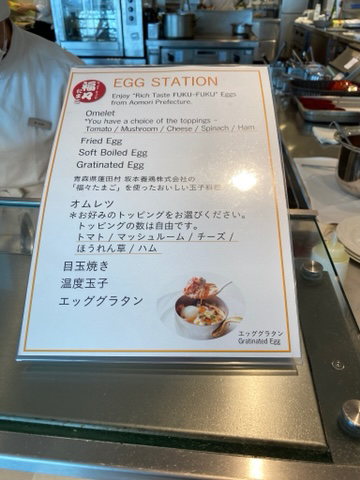 福々
たまご
EGG STATION
Enjoy "Rich Taste FUKU-FUKU" Eggs
from Aomori Prefecture.
Omelet
*You have a choice of the toppings –
Tomato / Mushroom / Cheese / Spinach / Ham
Fried Egg
Soft Boiled Egg
Gratinated Egg
青森県蓬田村 坂本養鶏株式会社の
「福々たまご」を使ったおいしい玉子料理
オムレツ
＊お好みのトッピングをお選びください。
トッピングの数は自由です。
トマト / マッシュルーム / チーズ /
ほうれん草 / ハム
目玉焼き
温度玉子
エッググラタン
エッググラタン
Gratinated Egg